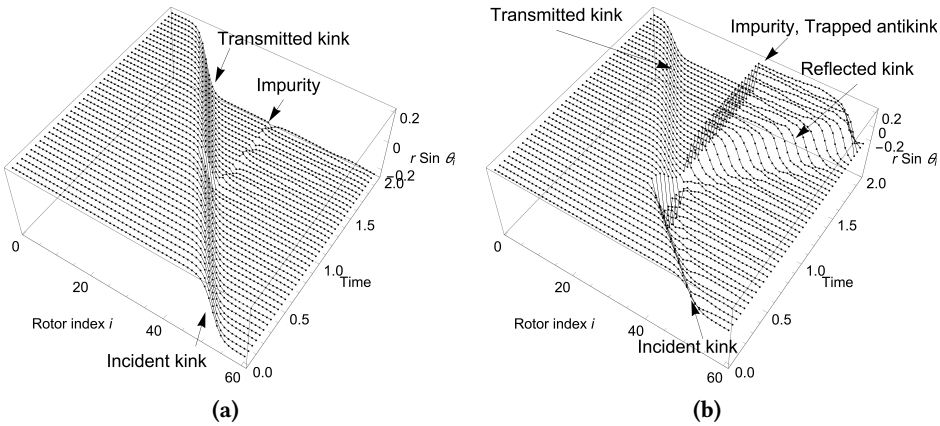 Transmitted kink
Impurity
0.2
0
−0.2
r Sin θi
2.0
1.5
1.0
Time
0.5
0.0
0
20
40
60
Rotor index i
Incident kink
(a)
Transmitted kink
Impurity, Trapped antikink
Reflected kink
0.2
0
−0.2
r Sin θi
2.0
1.5
1.0
Time
0.5
0.0
0
20
40
60
Rotor index i
Incident kink
(b)